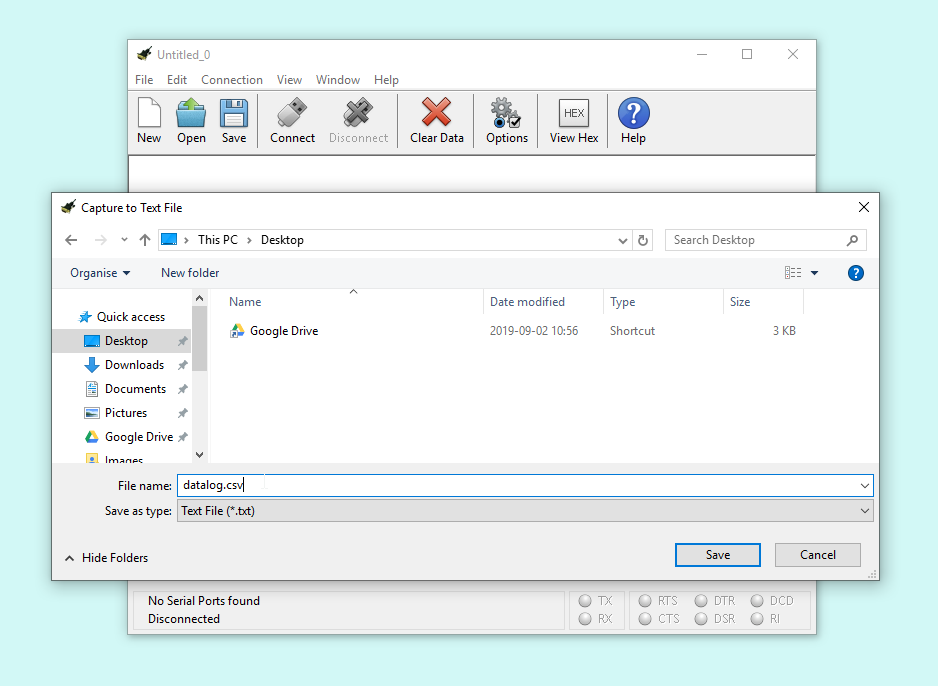 Untitled_0
File Edit Connection View Window Help
New Open Save Connect Disconnect Clear Data Options HEX View Hex ? Help
Capture to Text File
This PC > Desktop Search Desktop
Organise New folder ?
Name Date modified Type Size
Quick access
Google Drive 2019-09-02 10:56 Shortcut 3 KB
Desktop
Downloads
Documents
Pictures
Google Drive
Images
File name: datalog.csv
Save as type: Text File (*.txt)
Hide Folders Save Cancel
No Serial Ports found TX RTS DTR DCD
Disconnected RX CTS DSR RI